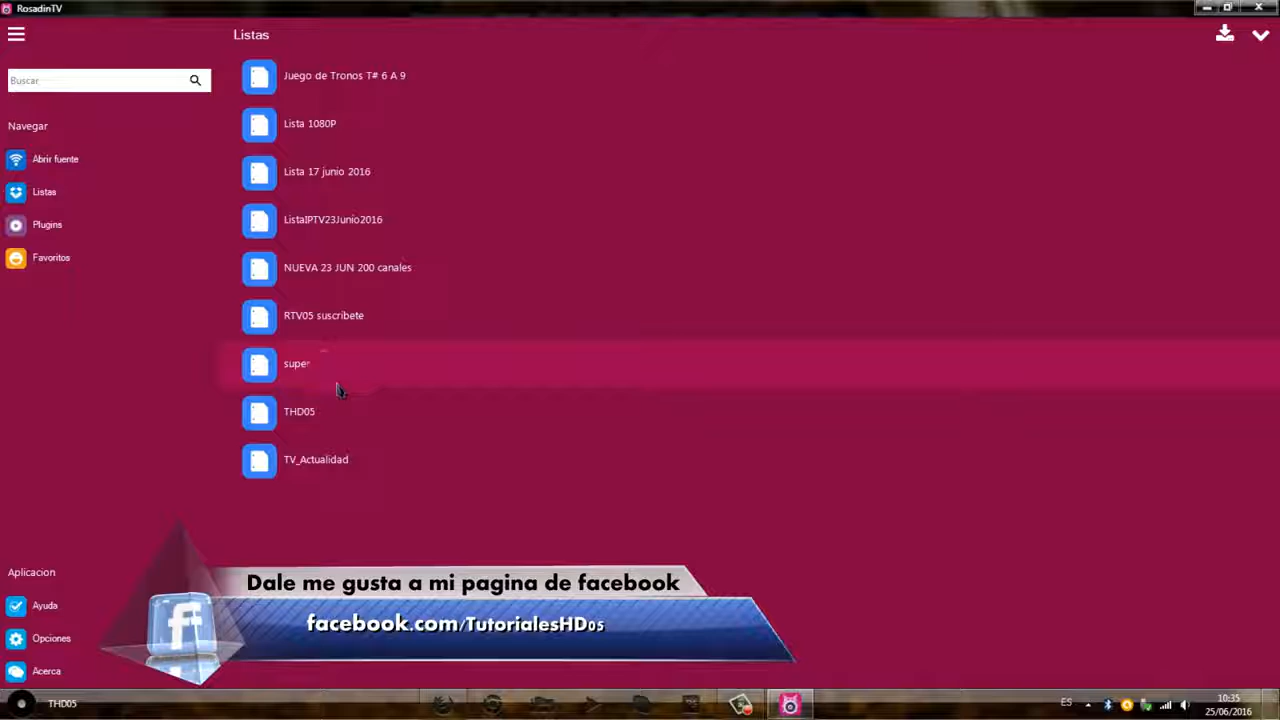 RosadinTV
Listas
Buscar
Navegar
Abrir fuente
Listas
Plugins
Favoritos
Juego de Tronos T# 6 A 9
Lista 1080P
Lista 17 junio 2016
ListaIPTV23Junio2016
NUEVA 23 JUN 200 canales
RTV05 suscribete
super
THD05
TV_Actualidad
Aplicacion
Ayuda
Opciones
Acerca
Dale me gusta a mi pagina de facebook
facebook.com/TutorialesHD05
THD05
ES
10:35
25/06/2016